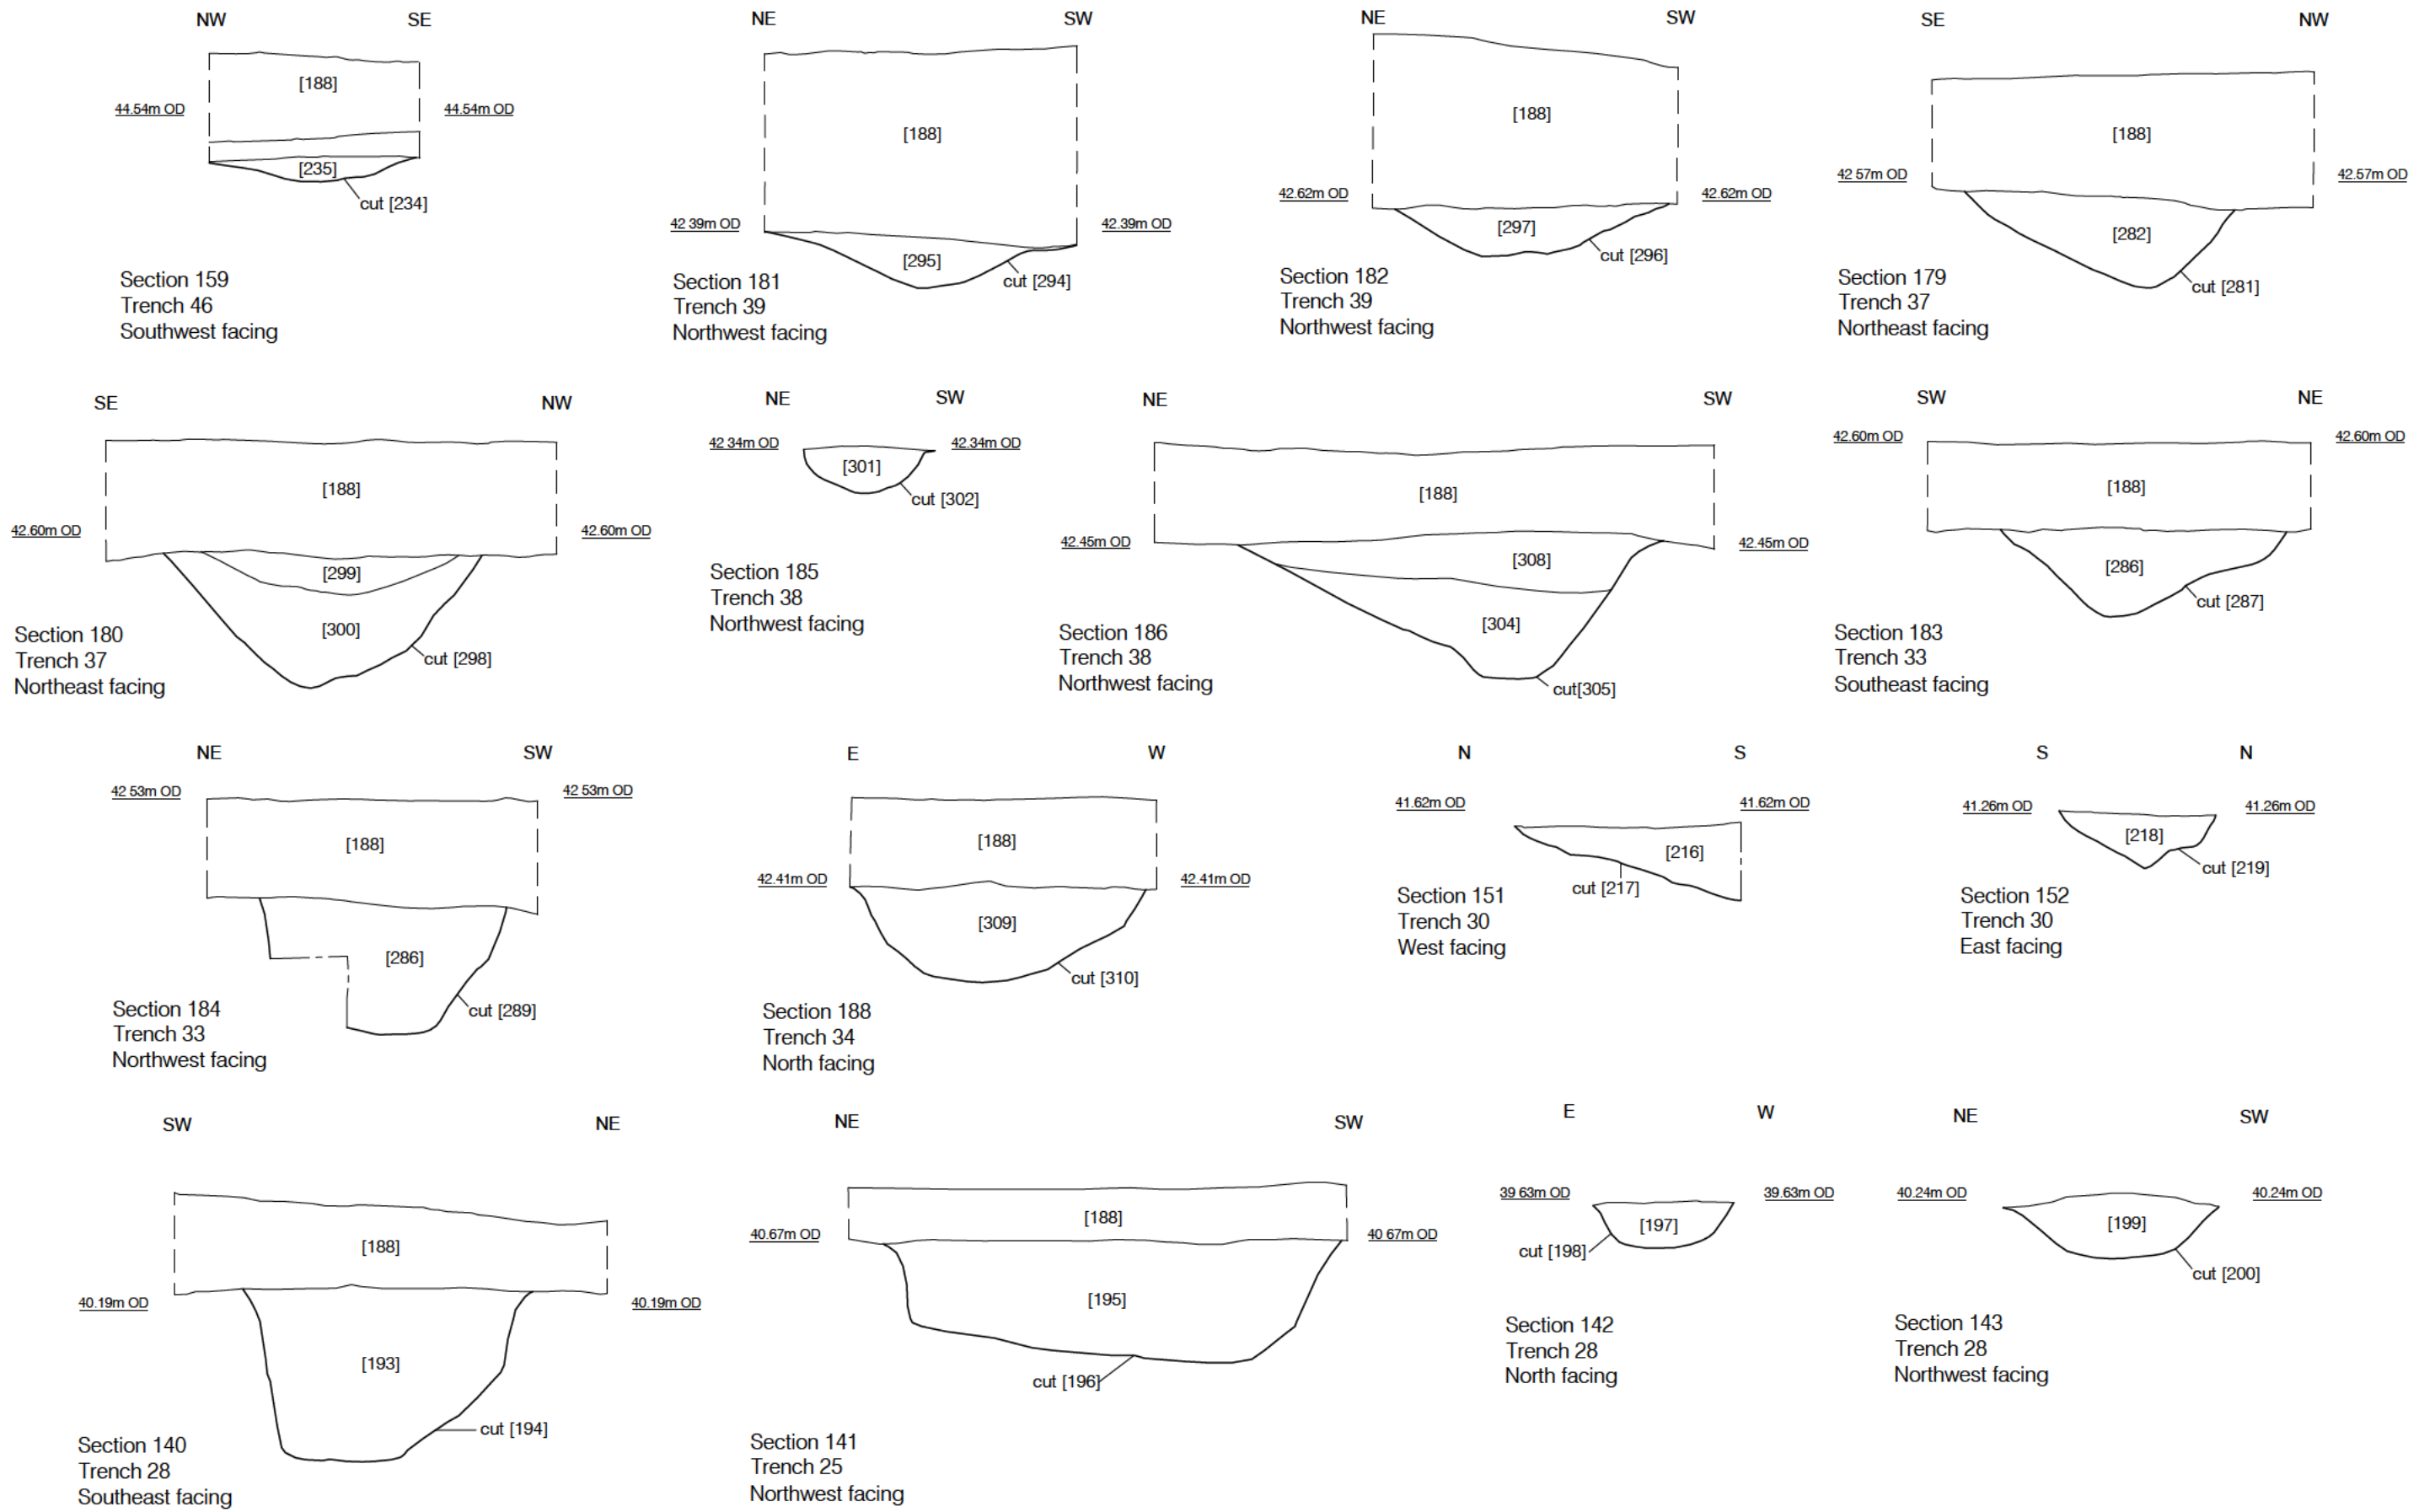 NW SE
[188]
44.54m OD 44.54m OD
[235]
cut [234]
Section 159
Trench 46
Southwest facing
NE SW
[188]
42 39m OD 42.39m OD
[295]
cut [294]
Section 181
Trench 39
Northwest facing
NE SW
[188]
42.62m OD 42.62m OD
[297]
cut [296]
Section 182
Trench 39
Northwest facing
SE NW
[188]
42 57m OD 42.57m OD
[282]
cut [281]
Section 179
Trench 37
Northeast facing
SE NW
[188]
42.60m OD 42.60m OD
[299]
[300]
cut [298]
Section 180
Trench 37
Northeast facing
NE SW
42 34m OD 42.34m OD
[301]
cut [302]
Section 185
Trench 38
Northwest facing
NE SW
[188]
42.45m OD 42.45m OD
[308]
[304]
cut[305]
Section 186
Trench 38
Northwest facing
SW NE
42.60m OD 42.60m OD
[188]
[286]
cut [287]
Section 183
Trench 33
Southeast facing
NE SW
42 53m OD 42 53m OD
[188]
[286]
cut [289]
Section 184
Trench 33
Northwest facing
E W
[188]
42.41m OD 42.41m OD
[309]
cut [310]
Section 188
Trench 34
North facing
N S
41.62m OD 41.62m OD
[216]
cut [217]
Section 151
Trench 30
West facing
S N
41.26m OD 41.26m OD
[218]
cut [219]
Section 152
Trench 30
East facing
SW NE
[188]
40.19m OD 40.19m OD
[193]
cut [194]
Section 140
Trench 28
Southeast facing
NE SW
[188]
40.67m OD 40 67m OD
[195]
cut [196]
Section 141
Trench 25
Northwest facing
E W
39 63m OD 39.63m OD
[197]
cut [198]
Section 142
Trench 28
North facing
NE SW
40.24m OD 40.24m OD
[199]
cut [200]
Section 143
Trench 28
Northwest facing